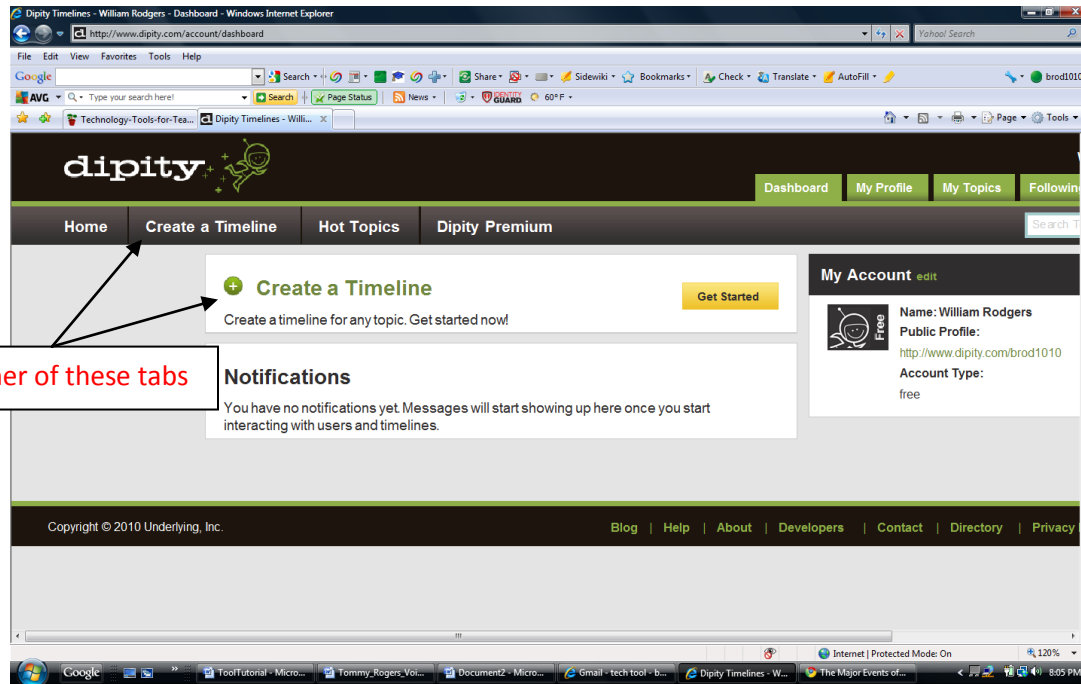 Dipity Timelines - William Rodgers - Dashboard - Windows Internet Explorer
http://www.dipity.com/account/dashboard
Yahoo! Search
File Edit View Favorites Tools Help
Google Search Share Sidewiki Bookmarks Check Translate AutoFill brod1010
AVG Type your search here! Search Page Status News IDENTITY GUARD 60°F
Technology-Tools-for-Tea... Dipity Timelines - Willi... x Page Tools
dipity
Dashboard My Profile My Topics Followin
Home Create a Timeline Hot Topics Dipity Premium
Search T
Create a Timeline
Get Started
Create a timeline for any topic. Get started now!
My Account edit
Free
Name: William Rodgers
Public Profile:
http://www.dipity.com/brod1010
Account Type:
free
er of these tabs
Notifications
You have no notifications yet. Messages will start showing up here once you start
interacting with users and timelines.
Copyright © 2010 Underlying, Inc.
Blog | Help | About | Developers | Contact | Directory | Privacy
Internet | Protected Mode: On 120%
Google » ToolTutorial - Micro... Tommy_Rogers_Voi... Document2 - Micro... Gmail - tech tool - b... Dipity Timelines - W... The Major Events of... 8:05 PM